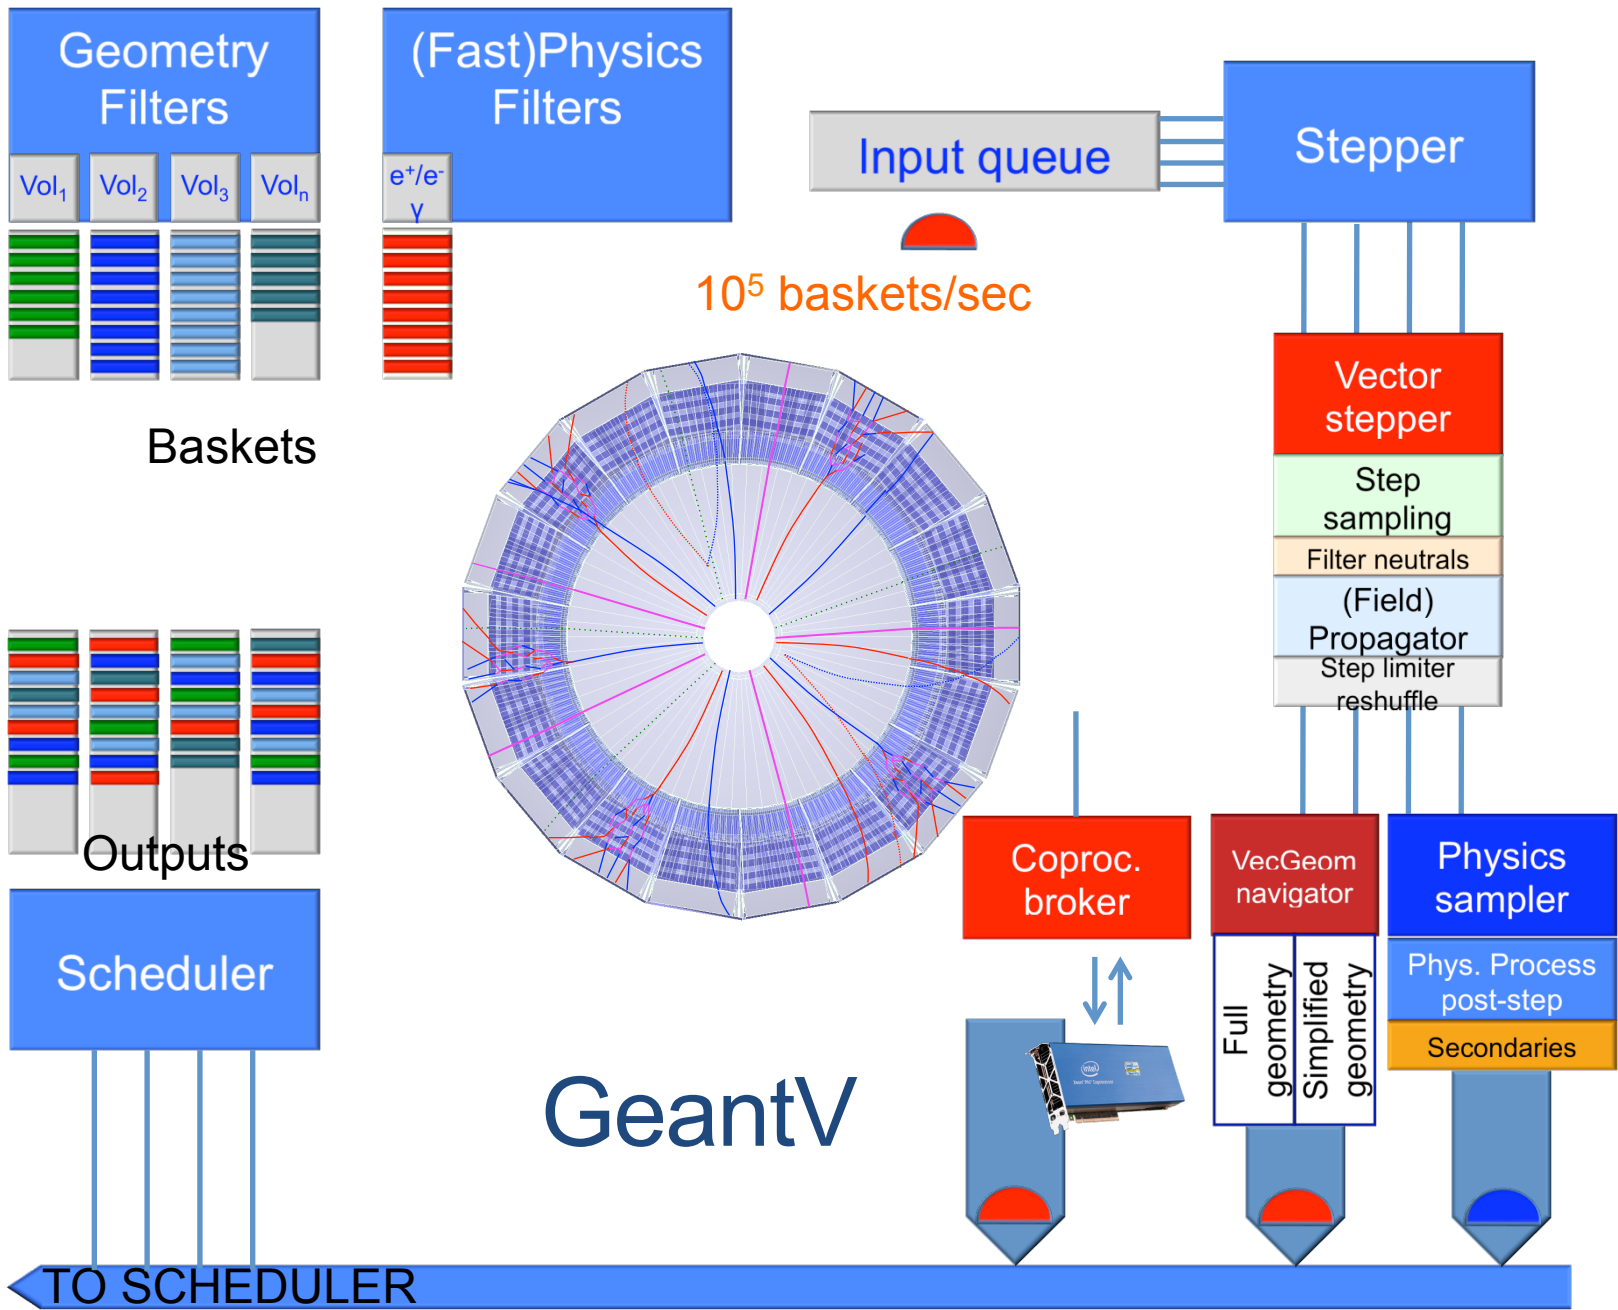 Geometry
Filters
Vol1
Vol2
Vol3
Voln
(Fast)Physics
Filters
e+/e-
γ
Input queue
Stepper
10⁵ baskets/sec
Baskets
Vector
stepper
Step
sampling
Filter neutrals
(Field)
Propagator
Step limiter
reshuffle
Outputs
Scheduler
GeantV
Coproc.
broker
intel
VecGeom
navigator
Full
geometry
Simplified
geometry
Physics
sampler
Phys. Process
post-step
Secondaries
TO SCHEDULER